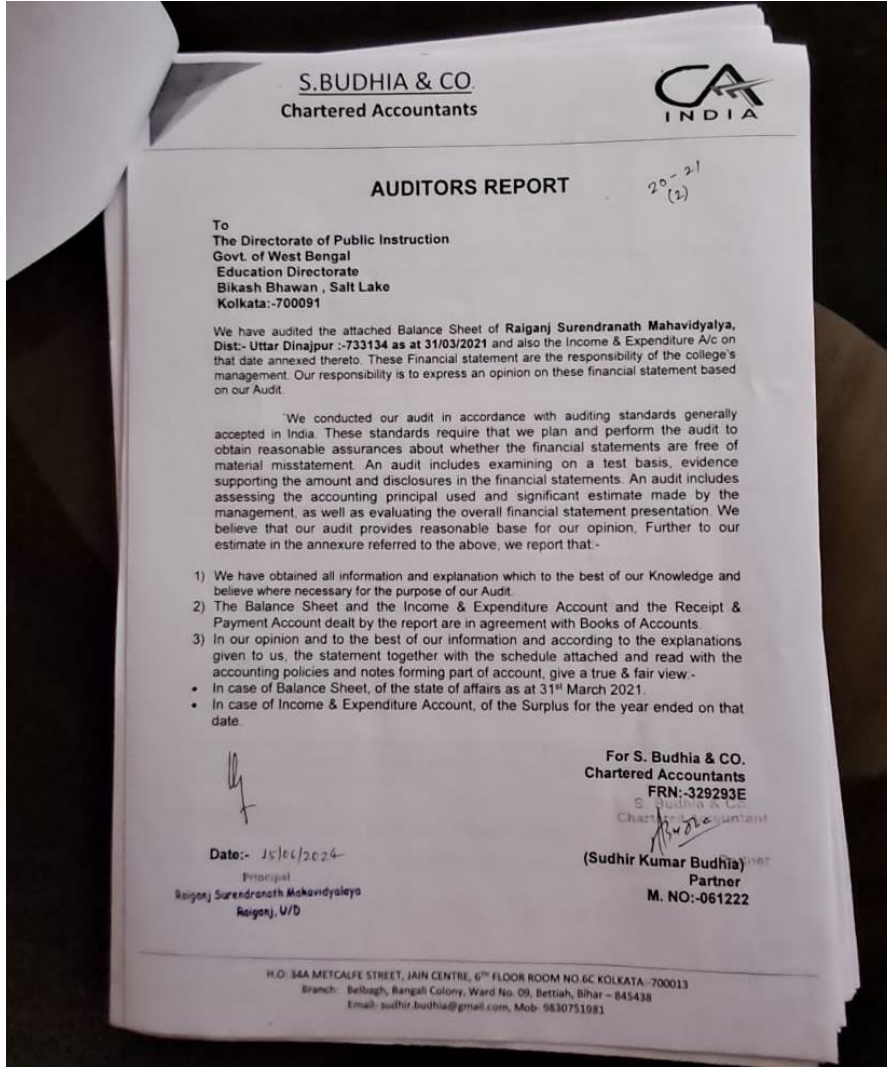 S.BUDHIA & CO.
Chartered Accountants
CA
INDIA
AUDITORS REPORT
20-21
(2)
To
The Directorate of Public Instruction
Govt. of West Bengal
Education Directorate
Bikash Bhawan , Salt Lake
Kolkata:-700091
We have audited the attached Balance Sheet of Raiganj Surendranath Mahavidyalya,
Dist:- Uttar Dinajpur :-733134 as at 31/03/2021 and also the Income & Expenditure A/c on
that date annexed thereto. These Financial statement are the responsibility of the college's
management. Our responsibility is to express an opinion on these financial statement based
on our Audit.
We conducted our audit in accordance with auditing standards generally
accepted in India. These standards require that we plan and perform the audit to
obtain reasonable assurances about whether the financial statements are free of
material misstatement. An audit includes examining on a test basis, evidence
supporting the amount and disclosures in the financial statements. An audit includes
assessing the accounting principal used and significant estimate made by the
management, as well as evaluating the overall financial statement presentation. We
believe that our audit provides reasonable base for our opinion, Further to our
estimate in the annexure referred to the above, we report that:-
1) We have obtained all information and explanation which to the best of our Knowledge and
believe where necessary for the purpose of our Audit.
2) The Balance Sheet and the Income & Expenditure Account and the Receipt &
Payment Account dealt by the report are in agreement with Books of Accounts.
3) In our opinion and to the best of our information and according to the explanations
given to us, the statement together with the schedule attached and read with the
accounting policies and notes forming part of account, give a true & fair view:-
• In case of Balance Sheet, of the state of affairs as at 31st March 2021.
• In case of Income & Expenditure Account, of the Surplus for the year ended on that
date.
For S. Budhia & CO.
Chartered Accountants
FRN:-329293E
S. Budhia & Co.
Chartered Accountant
ABudhia
Date:- 15/06/2024
(Sudhir Kumar Budhia)
Partner
Partner
M. NO:-061222
Principal
Raiganj Surendranath Mahavidyalaya
Raiganj, U/D
H.O: 34A METCALFE STREET, JAIN CENTRE, 6TH FLOOR ROOM NO.6C KOLKATA:-700013
Branch: Belbagh, Bangali Colony, Ward No. 09, Bettiah, Bihar – 845438
Email- sudhir.budhia@gmail.com, Mob- 9830751981